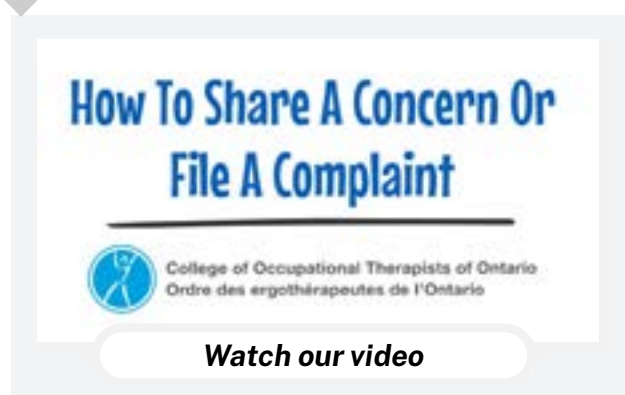 How To Share A Concern Or
File A Complaint
College of Occupational Therapists of Ontario
Ordre des ergothérapeutes de l'Ontario
Watch our video